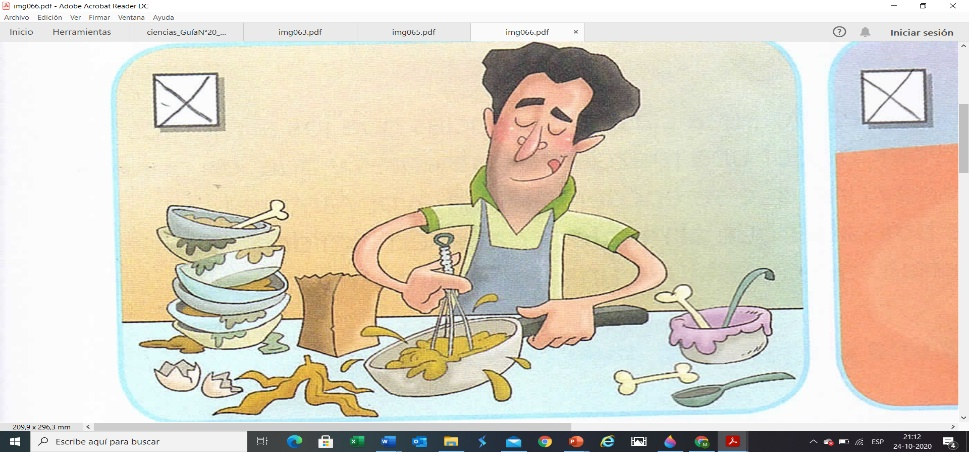 img066.pdf - Adobe Acrobat Reader DC
Archivo Edición Ver Firmar Ventana Ayuda
Inicio Herramientas ciencias_GuíaN°20_... img063.pdf img065.pdf img066.pdf × Iniciar sesión
209,9 x 296,3 mm
Escribe aquí para buscar
ESP
21:12
24-10-2020
4